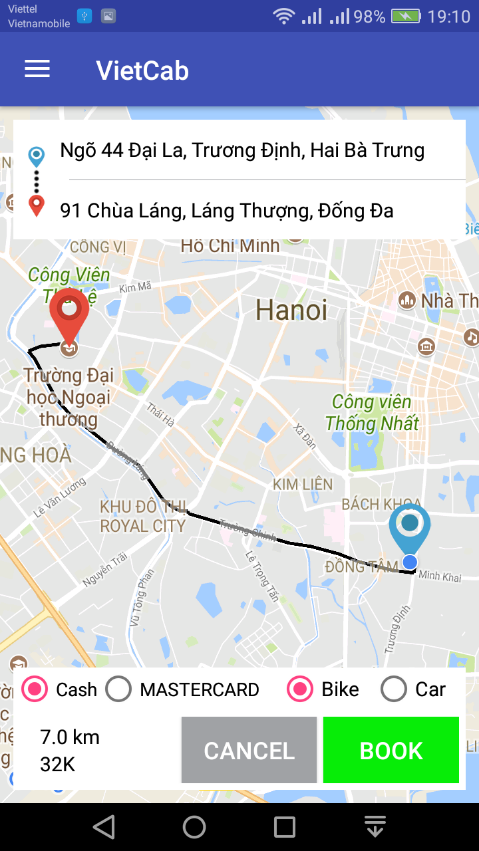 Viettel
Vietnamobile
98%
19:10
VietCab
Ngõ 44 Đại La, Trương Định, Hai Bà Trưng
91 Chùa Láng, Láng Thượng, Đống Đa
CỐNG VỊ
Hồ Chí Minh
Công Viên
Kim Mã
Hanoi
Nhà Th
Trường Đại
học Ngoại
thương
Thái Hà
Công viên
Thống Nhất
Xã Đàn
NG HOÀ
Đường Láng
Lê Văn Lương
KIM LIÊN
KHU ĐÔ THỊ
ROYAL CITY
BÁCH KHOA
Trường Chinh
ĐỒNG TÂM
Minh Khai
Nguyễn Trãi
Lê Trọng Tấn
Vũ Tông Phan
Trương Định
Cash
MASTERCARD
Bike
Car
7.0 km
32K
CANCEL
BOOK